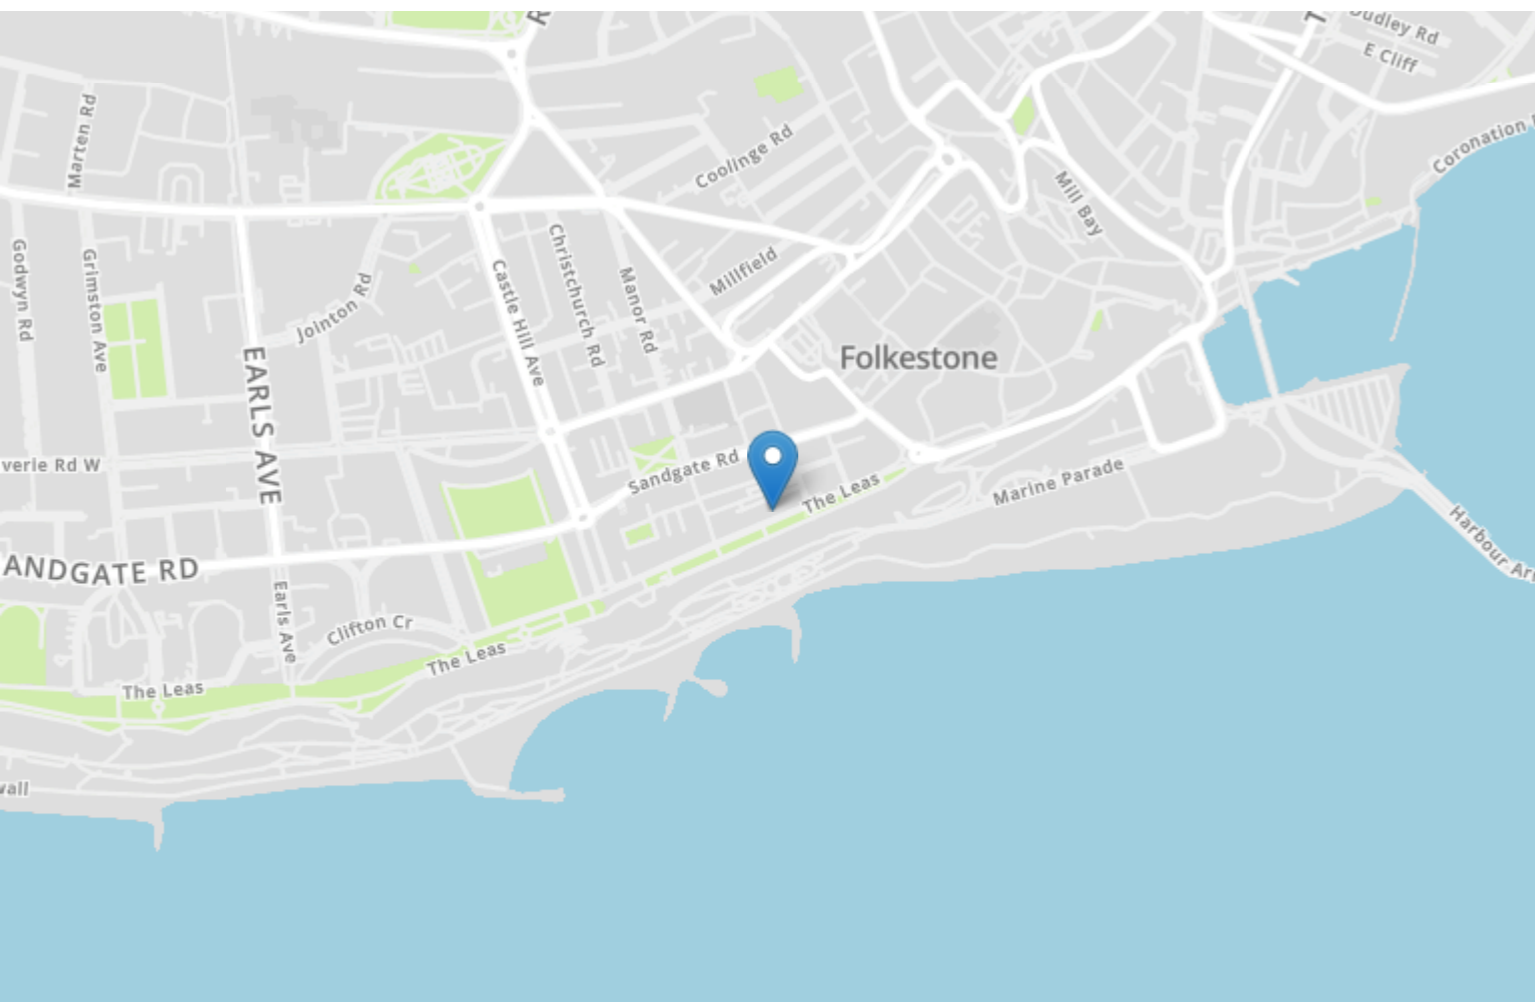 Dudley Rd
E Cliff
Marten Rd
Coolinge Rd
Mill Bay
Godwyn Rd
Grimston Ave
Jointon Rd
Castle Hill Ave
Christchurch Rd
Manor Rd
Millfield
EARLS AVE
Folkestone
verle Rd W
Sandgate Rd
The Leas
Marine Parade
ANDGATE RD
Earls Ave
Clifton Cr
The Leas
The Leas
Harbour Ar
Coronation
wall